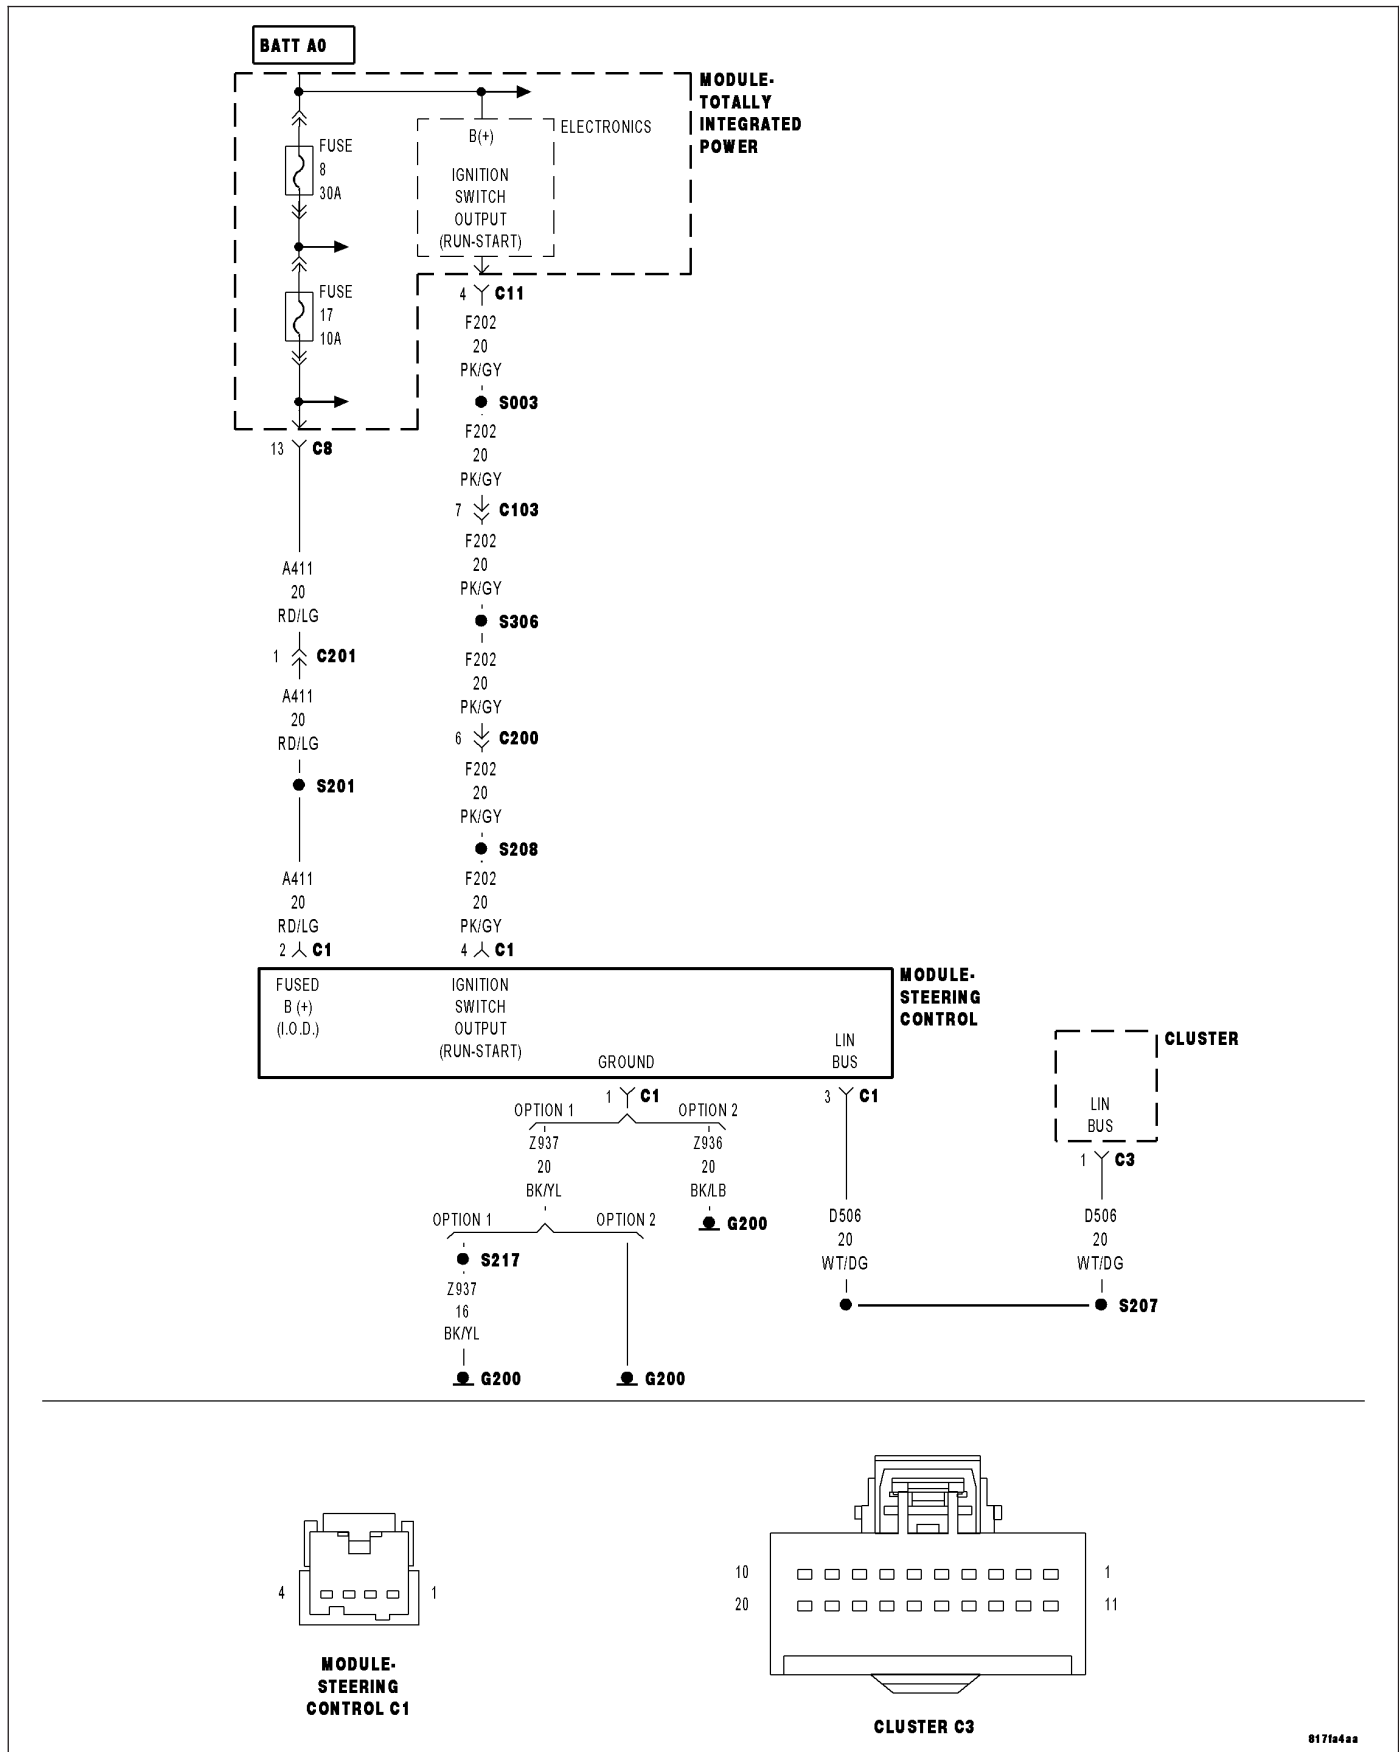 BATT A0
MODULE-
TOTALLY
INTEGRATED
POWER
ELECTRONICS
B(+)
IGNITION
SWITCH
OUTPUT
(RUN-START)
FUSE
8
30A
FUSE
17
10A
4 C11
F202
20
PK/GY
S003
13 C8
F202
20
PK/GY
7 C103
F202
20
PK/GY
A411
20
RD/LG
S306
1 C201
F202
20
PK/GY
A411
20
RD/LG
6 C200
F202
20
PK/GY
S201
S208
A411
20
RD/LG
F202
20
PK/GY
2 C1
4 C1
MODULE-
STEERING
CONTROL
FUSED
B (+)
(I.O.D.)
IGNITION
SWITCH
OUTPUT
(RUN-START)
GROUND
LIN
BUS
CLUSTER
LIN
BUS
1 C1
3 C1
OPTION 1
OPTION 2
Z937
20
BK/YL
Z936
20
BK/LB
1 C3
OPTION 1
OPTION 2
G200
D506
20
WT/DG
D506
20
WT/DG
S217
Z937
16
BK/YL
S207
G200
G200
4
1
MODULE-
STEERING
CONTROL C1
10
1
20
11
CLUSTER C3
817fa4aa